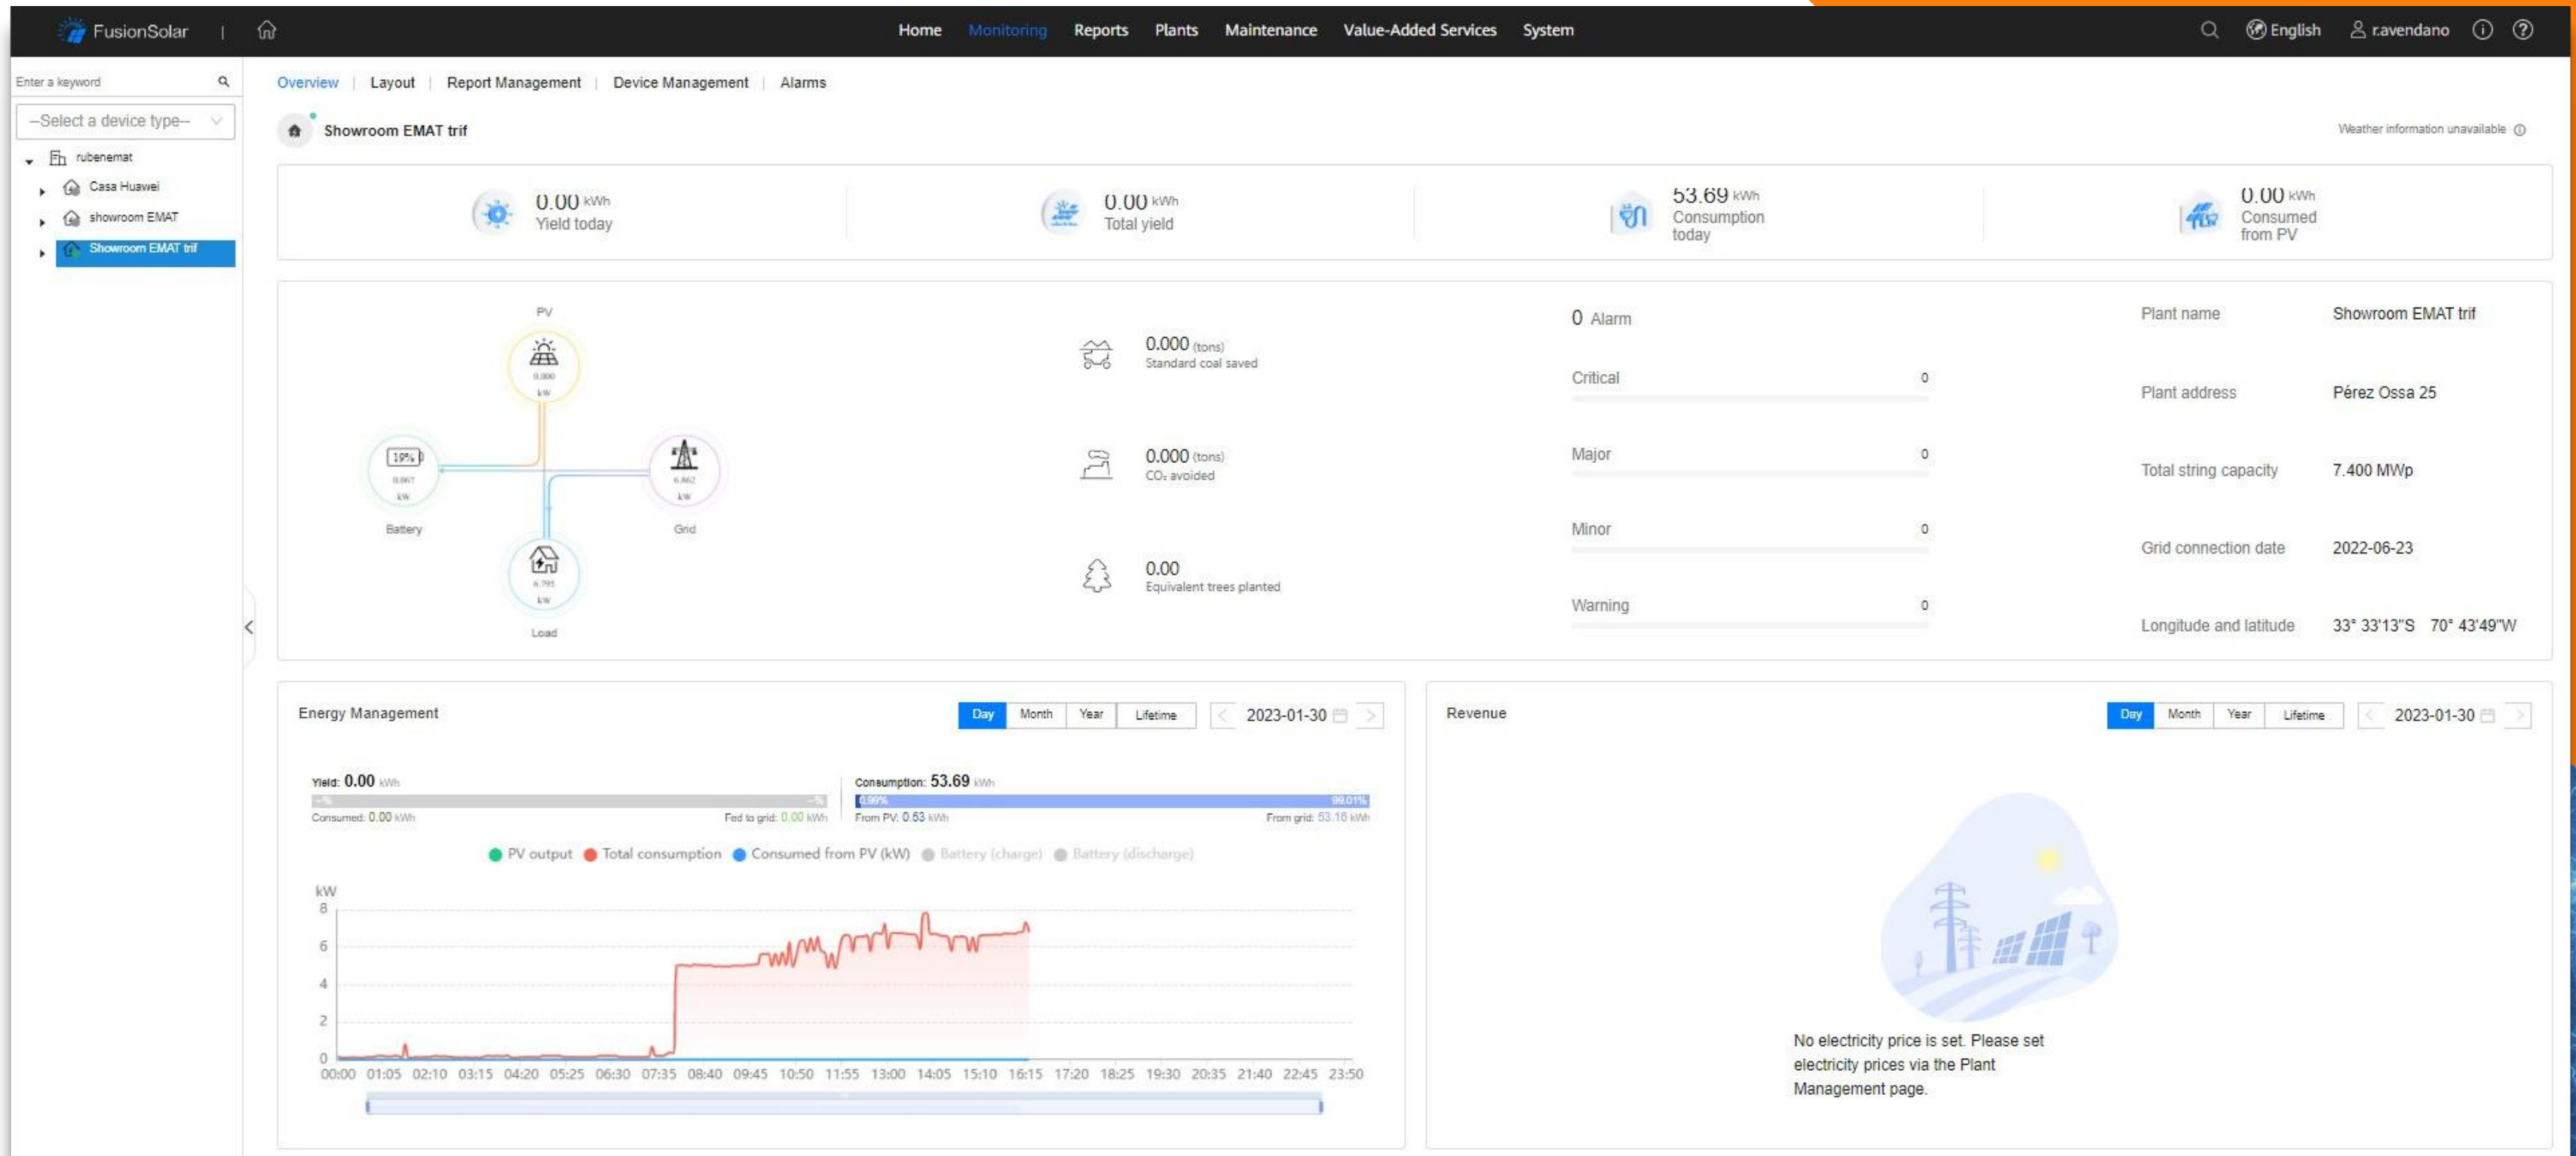 FusionSolar
Home Monitoring Reports Plants Maintenance Value-Added Services System
English r.avendano
Enter a keyword
--Select a device type--
rubenemat
Casa Huawei
showroom EMAT
Showroom EMAT trif
Overview | Layout | Report Management | Device Management | Alarms
Showroom EMAT trif
Weather information unavailable
0.00 kWh
Yield today
0.00 kWh
Total yield
53.69 kWh
Consumption
today
0.00 kWh
Consumed
from PV
PV
0.000
kW
19%
0.067
kW
Battery
6.862
kW
Grid
6.795
kW
Load
0.000 (tons)
Standard coal saved
0.000 (tons)
CO₂ avoided
0.00
Equivalent trees planted
0 Alarm
Critical 0
Major 0
Minor 0
Warning 0
Plant name Showroom EMAT trif
Plant address Pérez Ossa 25
Total string capacity 7.400 MWp
Grid connection date 2022-06-23
Longitude and latitude 33° 33'13"S 70° 43'49"W
Energy Management
Day Month Year Lifetime < 2023-01-30 >
Yield: 0.00 kWh
--% --%
Consumed: 0.00 kWh Fed to grid: 0.00 kWh
Consumption: 53.69 kWh
0.99% 99.01%
From PV: 0.53 kWh From grid: 53.16 kWh
PV output Total consumption Consumed from PV (kW) Battery (charge) Battery (discharge)
kW
8
6
4
2
0
00:00 01:05 02:10 03:15 04:20 05:25 06:30 07:35 08:40 09:45 10:50 11:55 13:00 14:05 15:10 16:15 17:20 18:25 19:30 20:35 21:40 22:45 23:50
Revenue
Day Month Year Lifetime < 2023-01-30 >
No electricity price is set. Please set
electricity prices via the Plant
Management page.